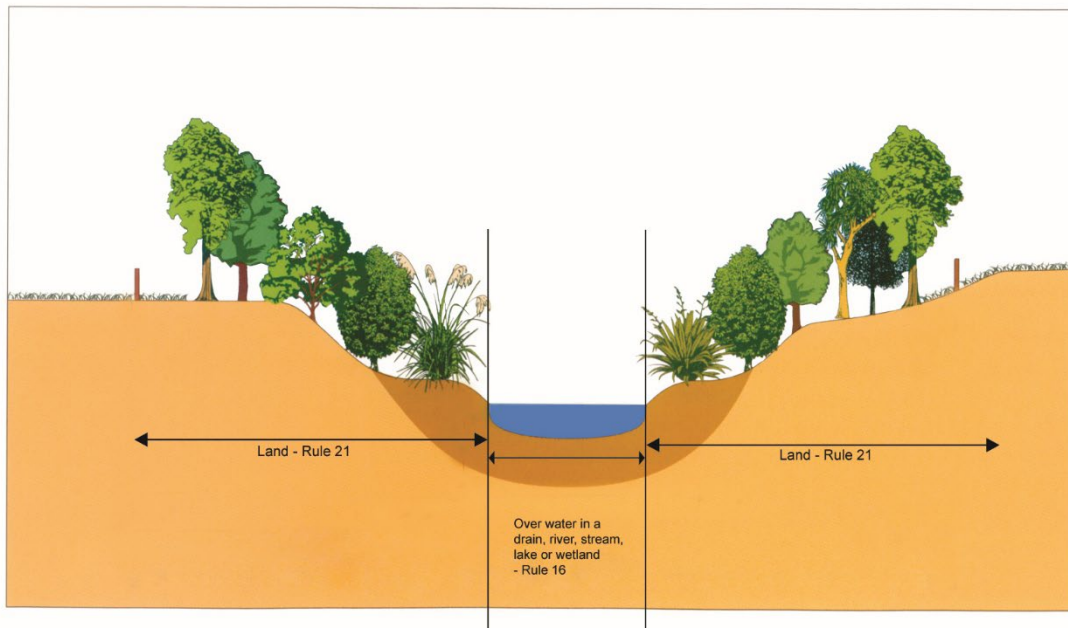 Land - Rule 21
Land - Rule 21
Over water in a
drain, river, stream,
lake or wetland
- Rule 16